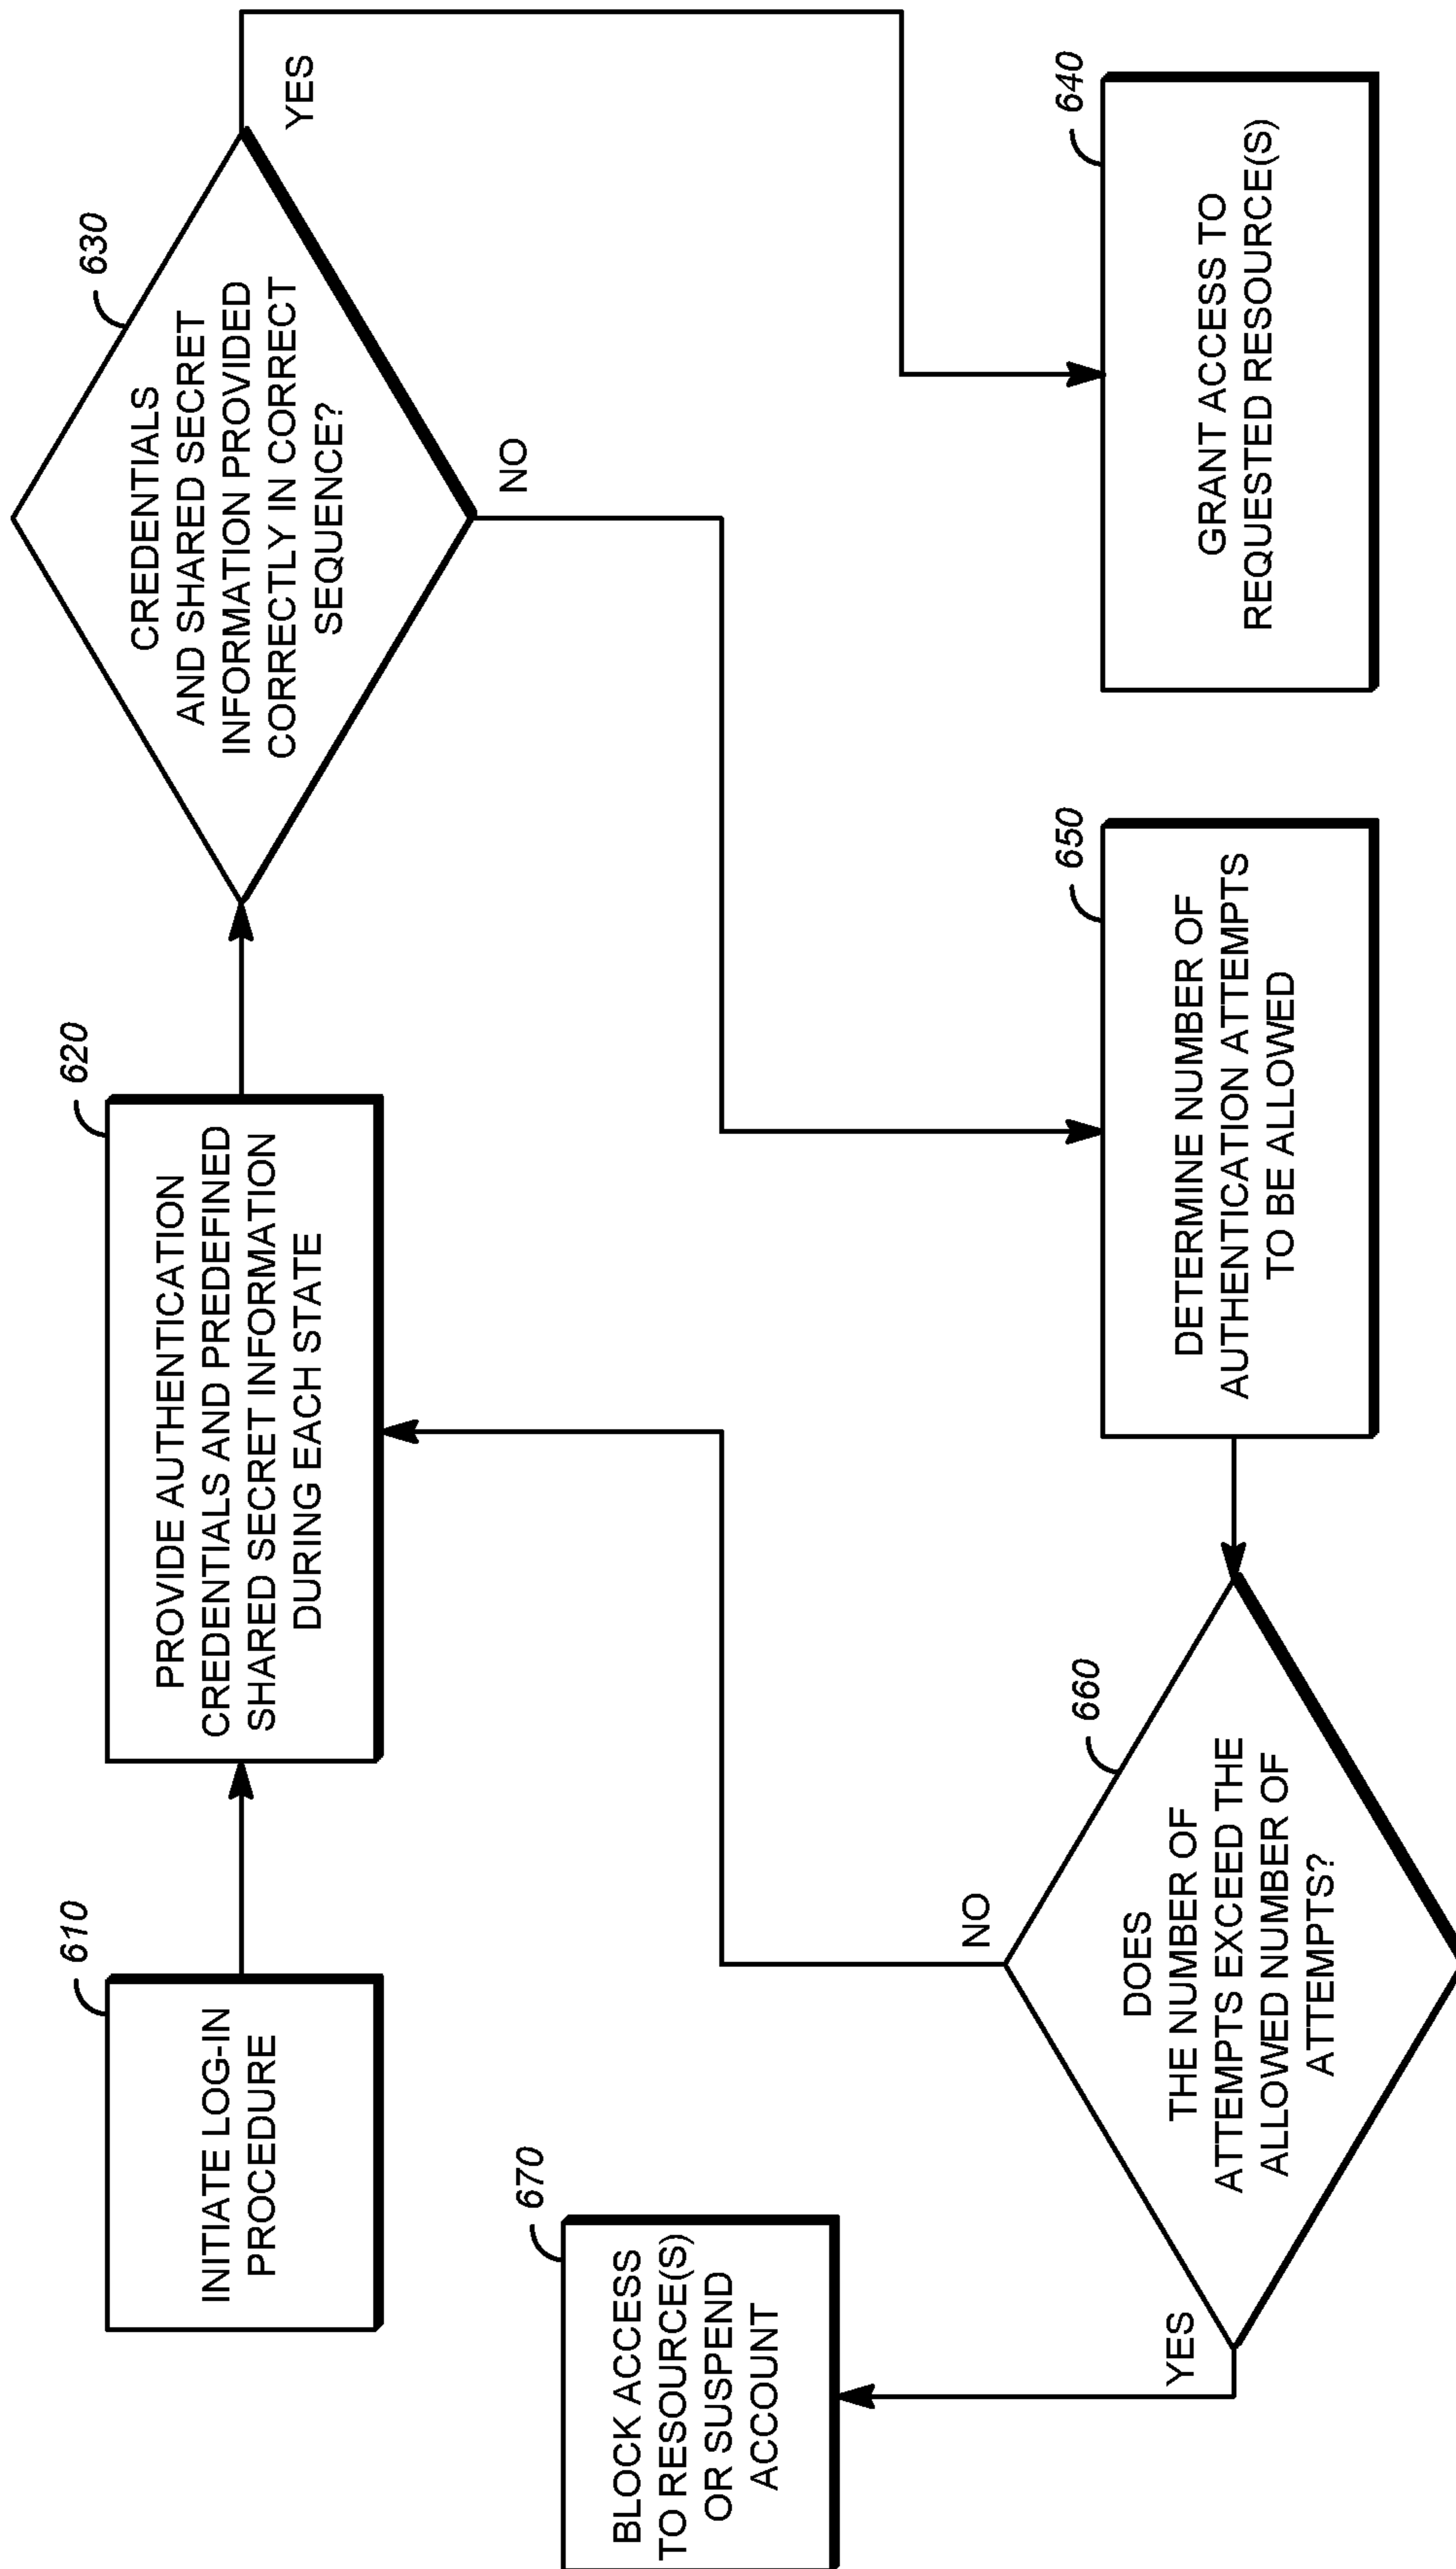 610
INITIATE LOG-IN
PROCEDURE
620
PROVIDE AUTHENTICATION
CREDENTIALS AND PREDEFINED
SHARED SECRET INFORMATION
DURING EACH STATE
630
CREDENTIALS
AND SHARED SECRET
INFORMATION PROVIDED
CORRECTLY IN CORRECT
SEQUENCE?
YES
NO
640
GRANT ACCESS TO
REQUESTED RESOURCE(S)
650
DETERMINE NUMBER OF
AUTHENTICATION ATTEMPTS
TO BE ALLOWED
660
DOES
THE NUMBER OF
ATTEMPTS EXCEED THE
ALLOWED NUMBER OF
ATTEMPTS?
NO
YES
670
BLOCK ACCESS
TO RESOURCE(S)
OR SUSPEND
ACCOUNT